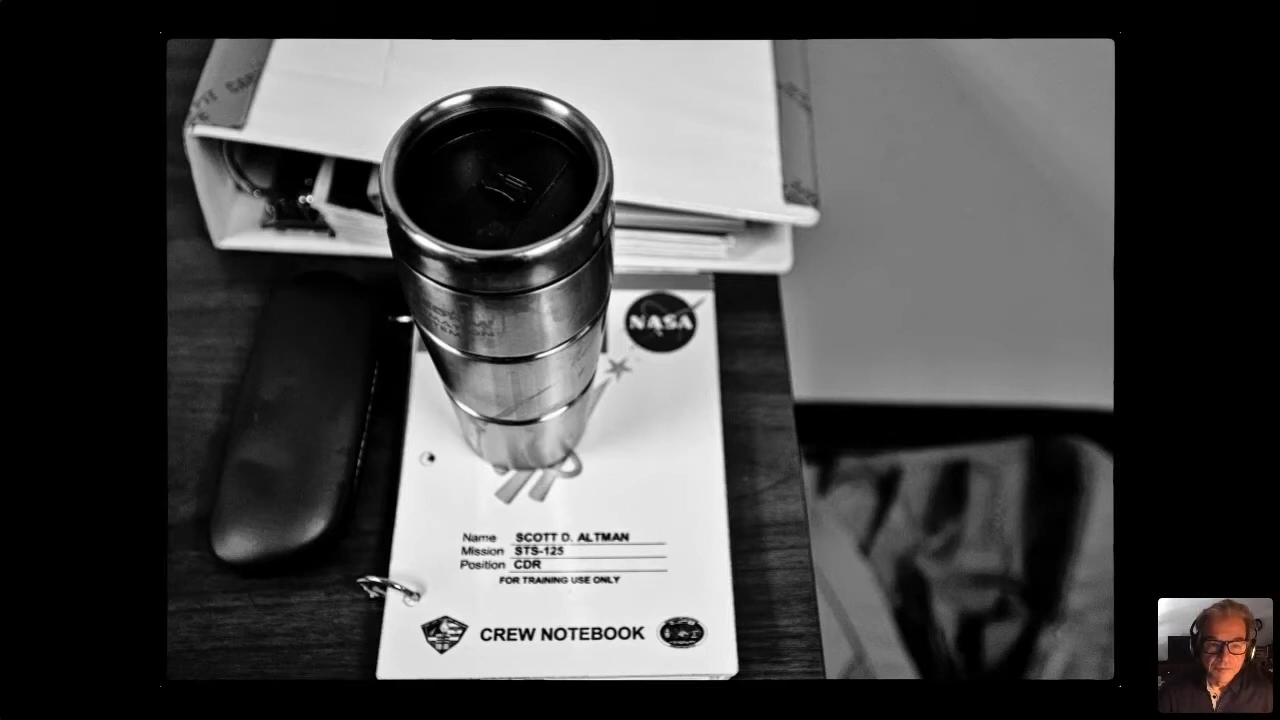 NASA
Name SCOTT D. ALTMAN
Mission STS-125
Position CDR
FOR TRAINING USE ONLY
CREW NOTEBOOK